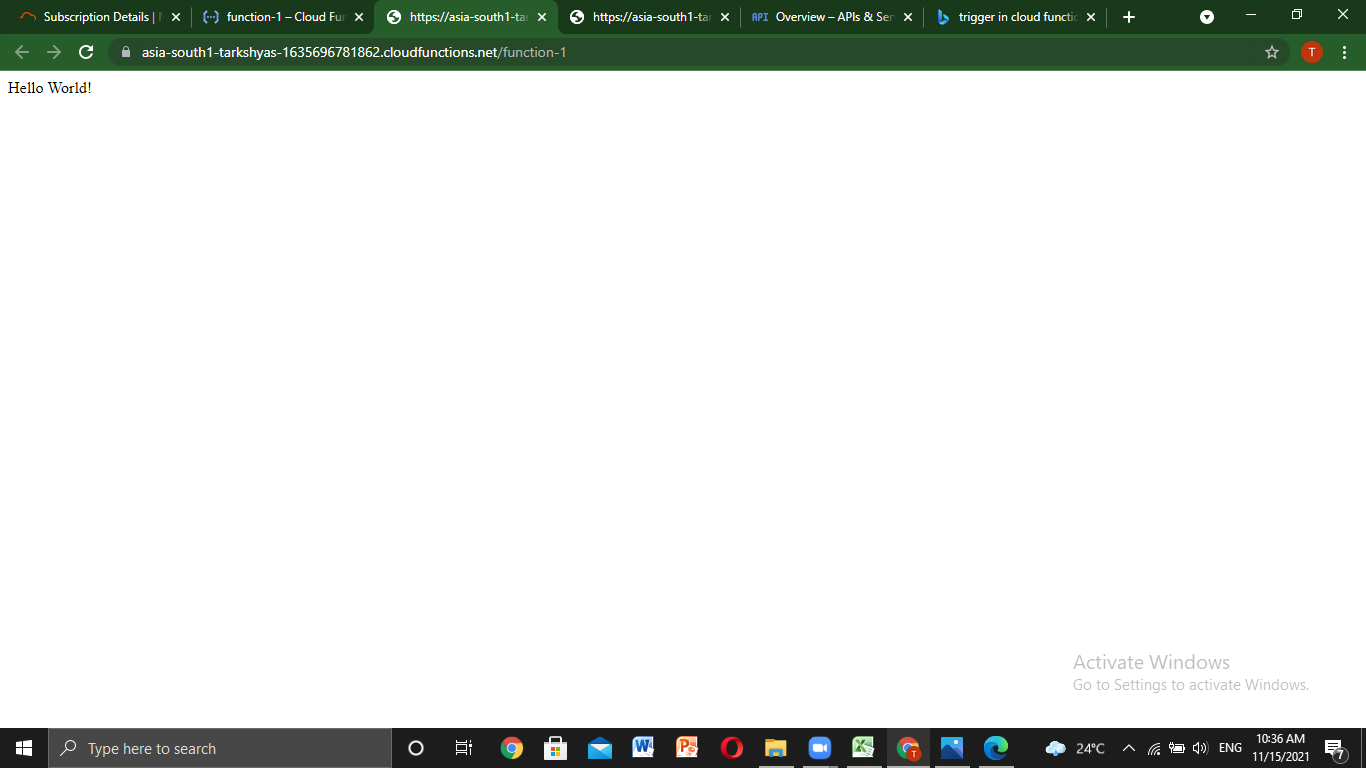 Subscription Details |
function-1 – Cloud Fur
https://asia-south1-tar
https://asia-south1-tar
API Overview – APIs & Ser
trigger in cloud functio
asia-south1-tarkshyas-1635696781862.cloudfunctions.net/function-1
T
Hello World!
Activate Windows
Go to Settings to activate Windows.
Type here to search
24°C
ENG
10:36 AM
11/15/2021
7